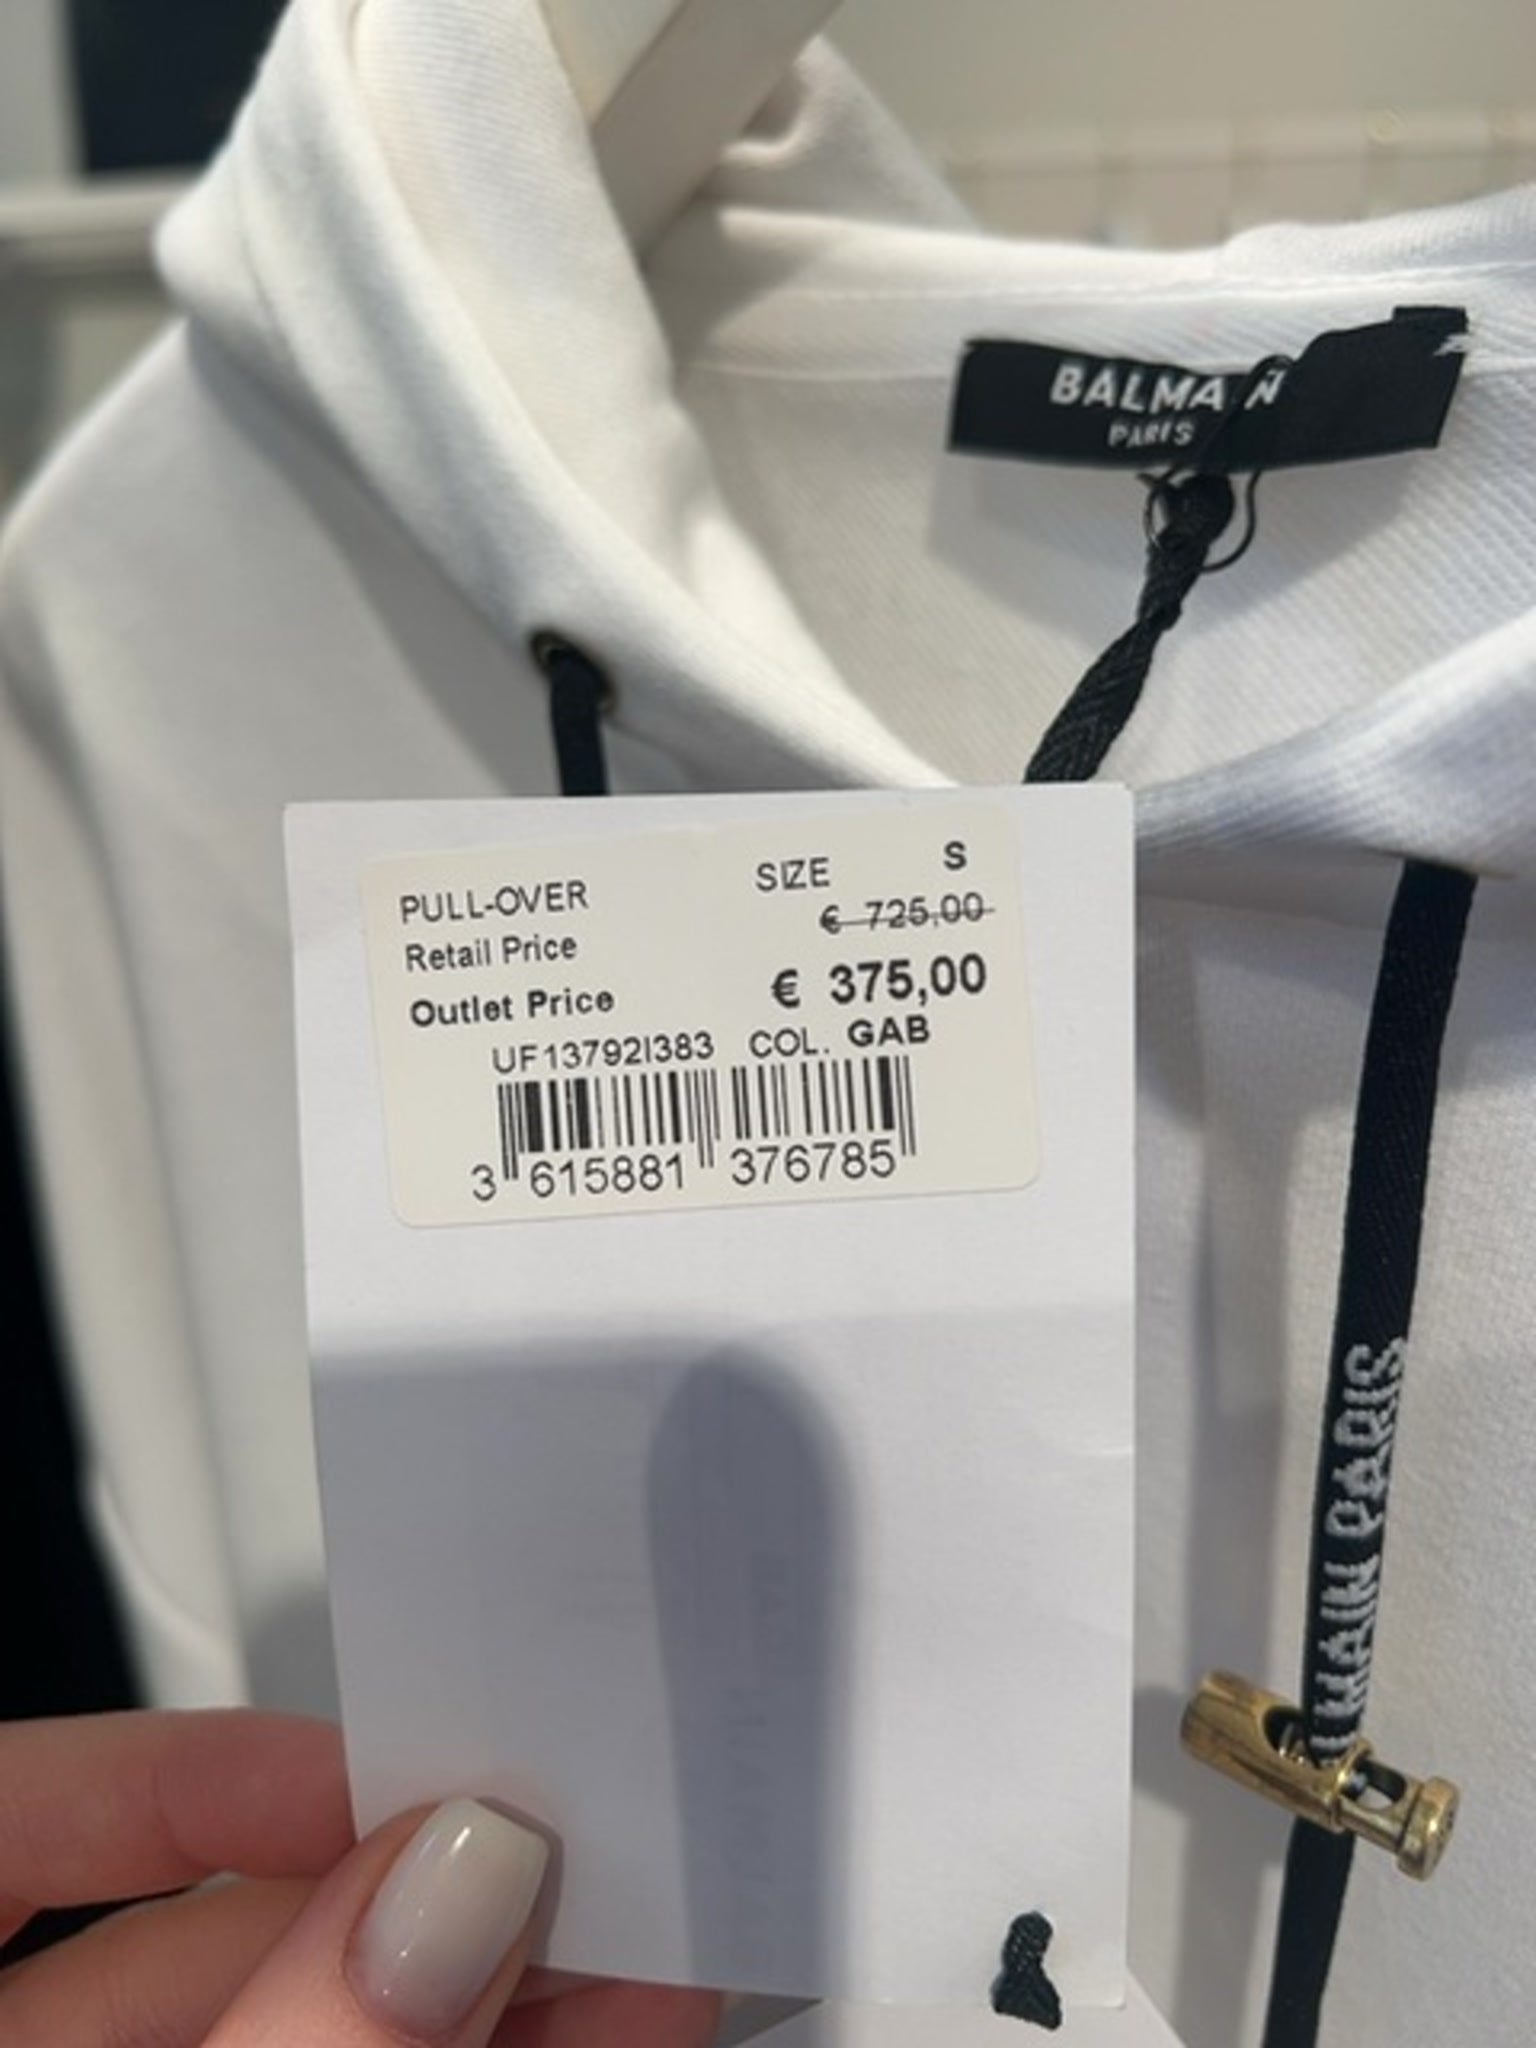 BALMAIN
PARIS
PULL-OVER SIZE S
Retail Price € 725,00
Outlet Price € 375,00
UF13792I383 COL. GAB
3 615881 376785
LMAIN PARIS